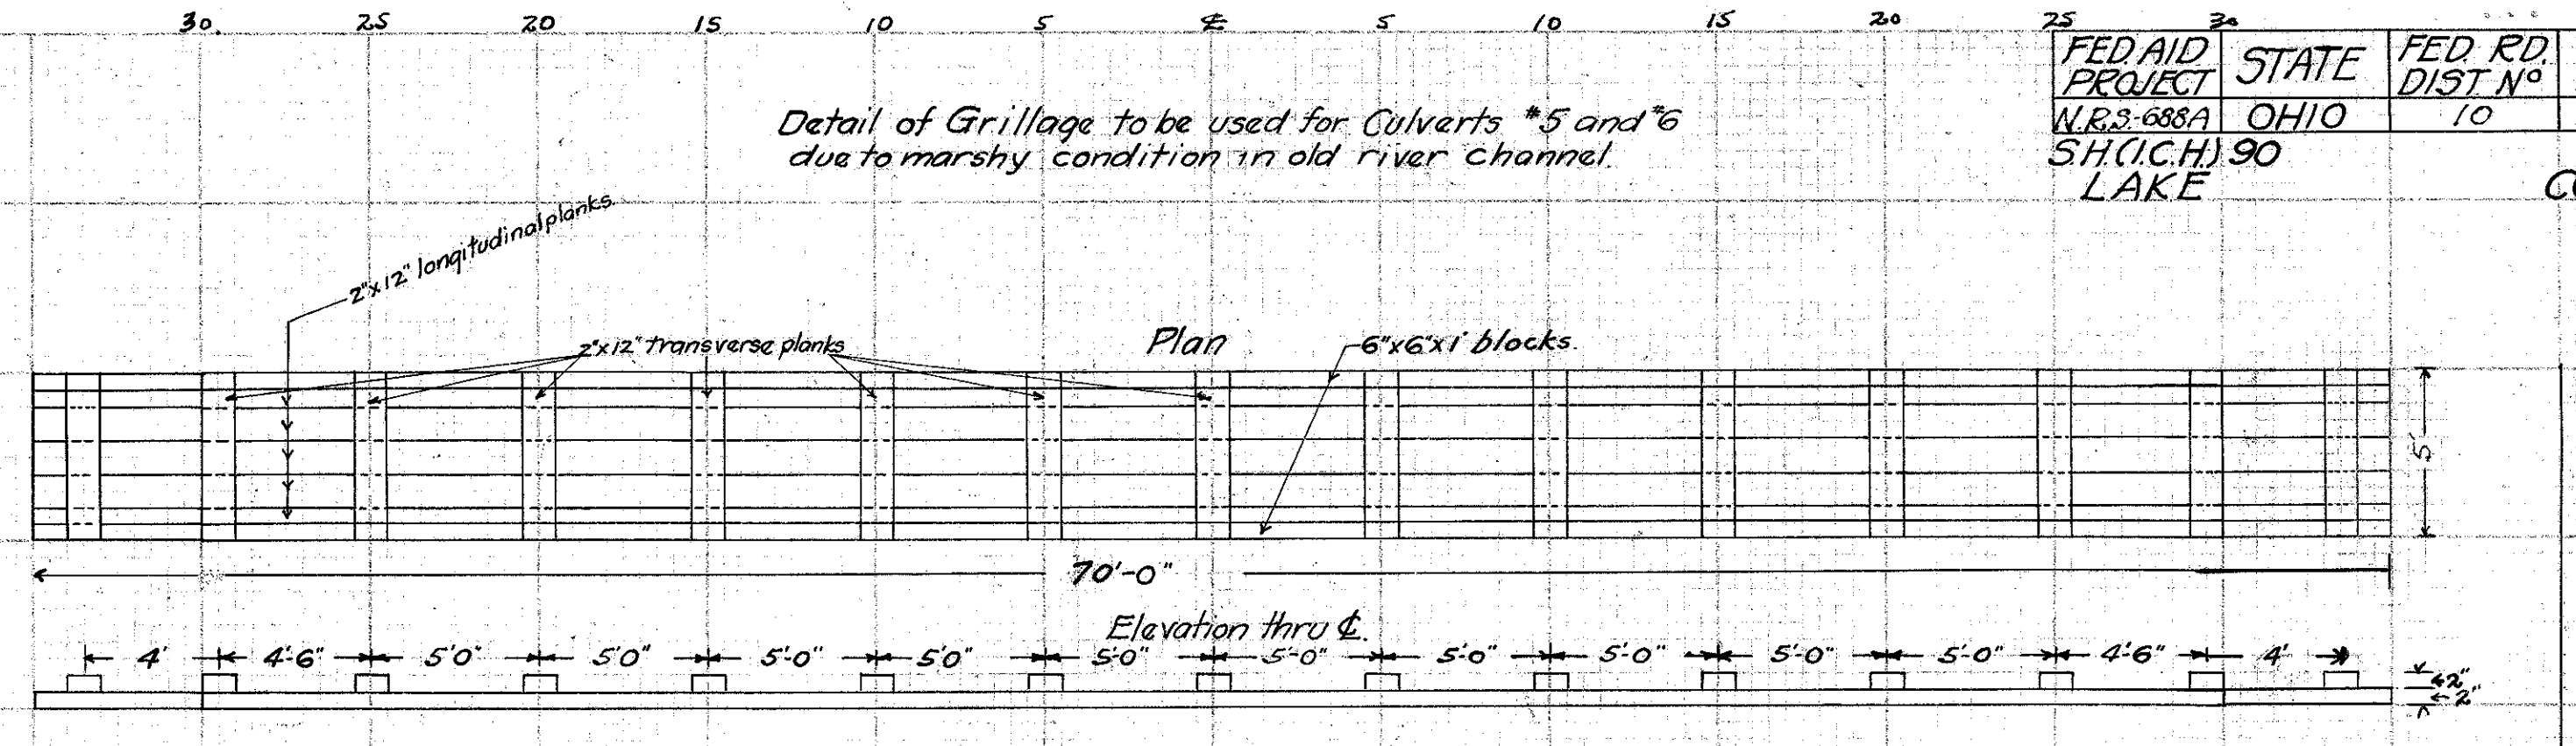 30. 25 20 15 10 5 ℄ 5 10 15 20 25 30
FED. AID PROJECT STATE FED. RD. DIST Nº
N.R.S.-688A OHIO 10
S.H.(I.C.H.) 90
LAKE
Detail of Grillage to be used for Culverts #5 and #6
due to marshy condition in old river channel.
2"x12" longitudinal planks.
2"x12" transverse planks
Plan
6"x6"x1' blocks.
5'
70'-0"
Elevation thru ℄.
4' 4'-6" 5'0" 5'0" 5'-0" 5'0" 5'-0" 5'-0" 5'-0" 5'-0" 5'-0" 5'-0" 4'-6" 4'
2"
2"